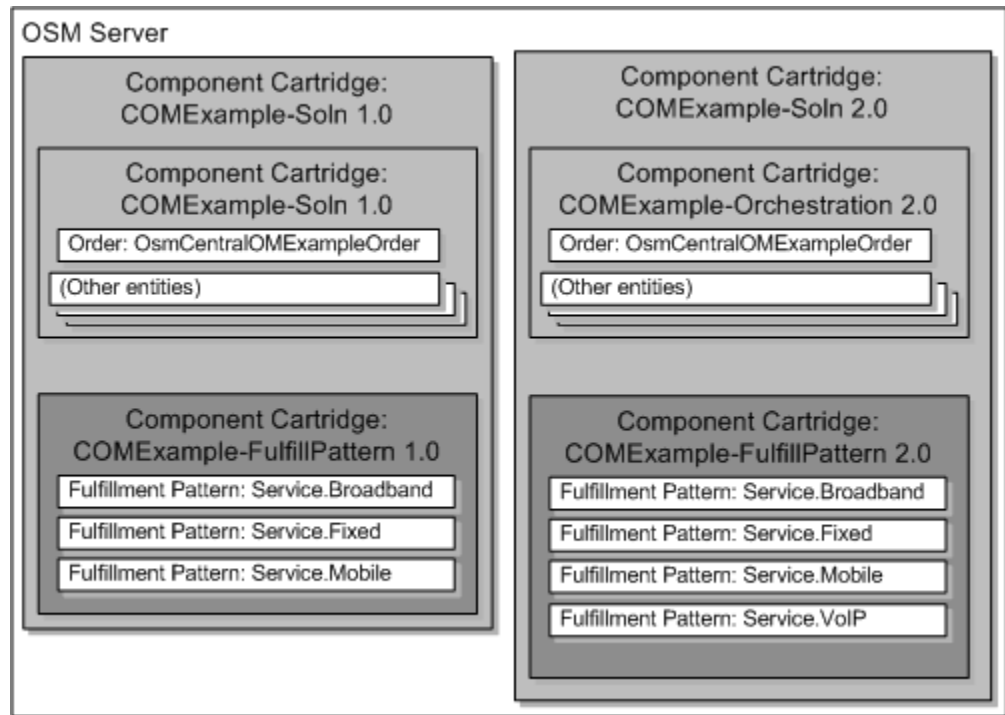 OSM Server
Component Cartridge:
COMExample-Soln 1.0
Component Cartridge:
COMExample-Soln 1.0
Order: OsmCentralOMExampleOrder
(Other entities)
Component Cartridge:
COMExample-FulfillPattern 1.0
Fulfillment Pattern: Service.Broadband
Fulfillment Pattern: Service.Fixed
Fulfillment Pattern: Service.Mobile
Component Cartridge:
COMExample-Soln 2.0
Component Cartridge:
COMExample-Orchestration 2.0
Order: OsmCentralOMExampleOrder
(Other entities)
Component Cartridge:
COMExample-FulfillPattern 2.0
Fulfillment Pattern: Service.Broadband
Fulfillment Pattern: Service.Fixed
Fulfillment Pattern: Service.Mobile
Fulfillment Pattern: Service.VoIP